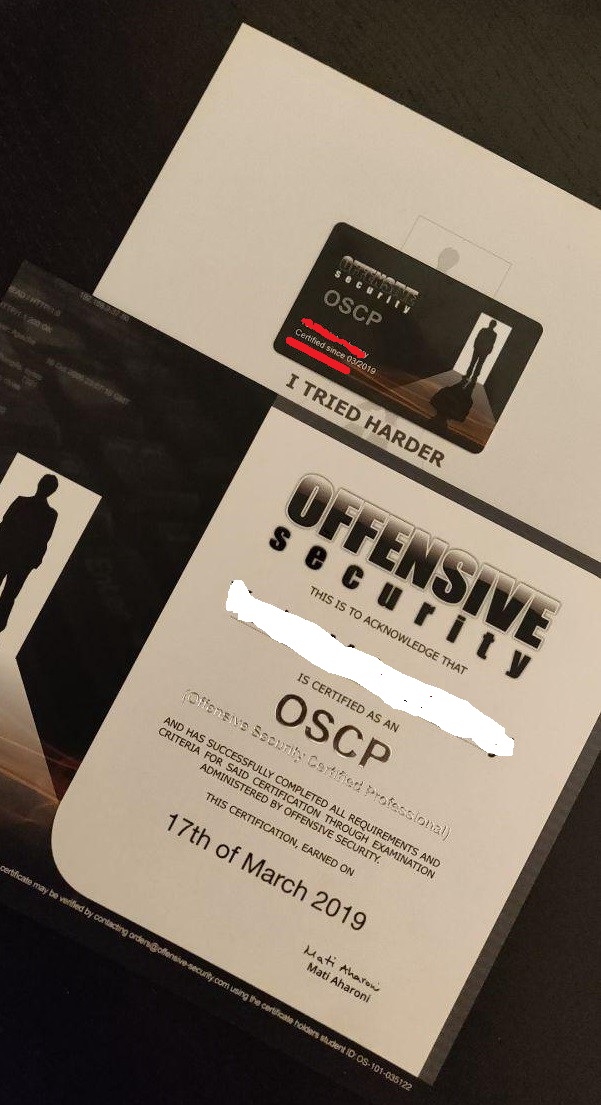 OFFENSIVE
security
OSCP
Certified since 03/2019
I TRIED HARDER
OFFENSIVE
security
THIS IS TO ACKNOWLEDGE THAT
IS CERTIFIED AS AN
OSCP
(Offensive Security Certified Professional)
AND HAS SUCCESSFULLY COMPLETED ALL REQUIREMENTS AND
CRITERIA FOR SAID CERTIFICATION THROUGH EXAMINATION
ADMINISTERED BY OFFENSIVE SECURITY.
THIS CERTIFICATION, EARNED ON
17th of March 2019
Mati Aharoni
Mati Aharoni
certificate may be verified by contacting orders@offensive-security.com using the certificate holders student ID OS-101-035122